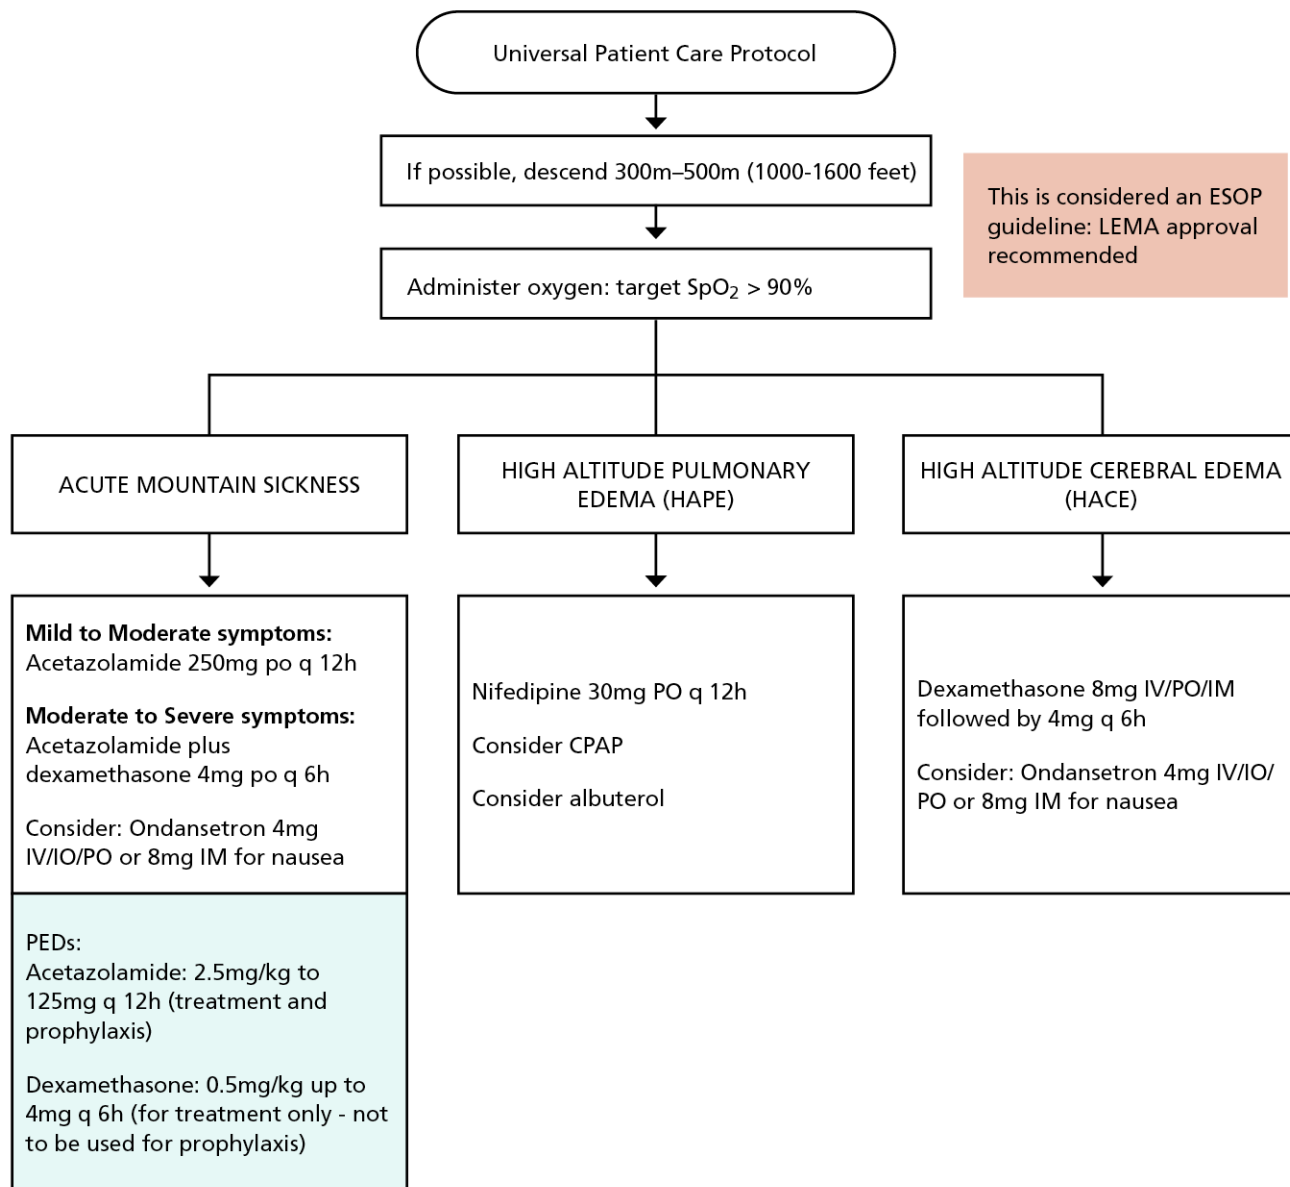 Universal Patient Care Protocol
If possible, descend 300m–500m (1000-1600 feet)
This is considered an ESOP
guideline: LEMA approval
recommended
Administer oxygen: target SpO₂ > 90%
ACUTE MOUNTAIN SICKNESS
HIGH ALTITUDE PULMONARY
EDEMA (HAPE)
HIGH ALTITUDE CEREBRAL EDEMA
(HACE)
Mild to Moderate symptoms:
Acetazolamide 250mg po q 12h
Moderate to Severe symptoms:
Acetazolamide plus
dexamethasone 4mg po q 6h
Consider: Ondansetron 4mg
IV/IO/PO or 8mg IM for nausea
PEDs:
Acetazolamide: 2.5mg/kg to
125mg q 12h (treatment and
prophylaxis)
Dexamethasone: 0.5mg/kg up to
4mg q 6h (for treatment only - not
to be used for prophylaxis)
Nifedipine 30mg PO q 12h
Consider CPAP
Consider albuterol
Dexamethasone 8mg IV/PO/IM
followed by 4mg q 6h
Consider: Ondansetron 4mg IV/IO/
PO or 8mg IM for nausea